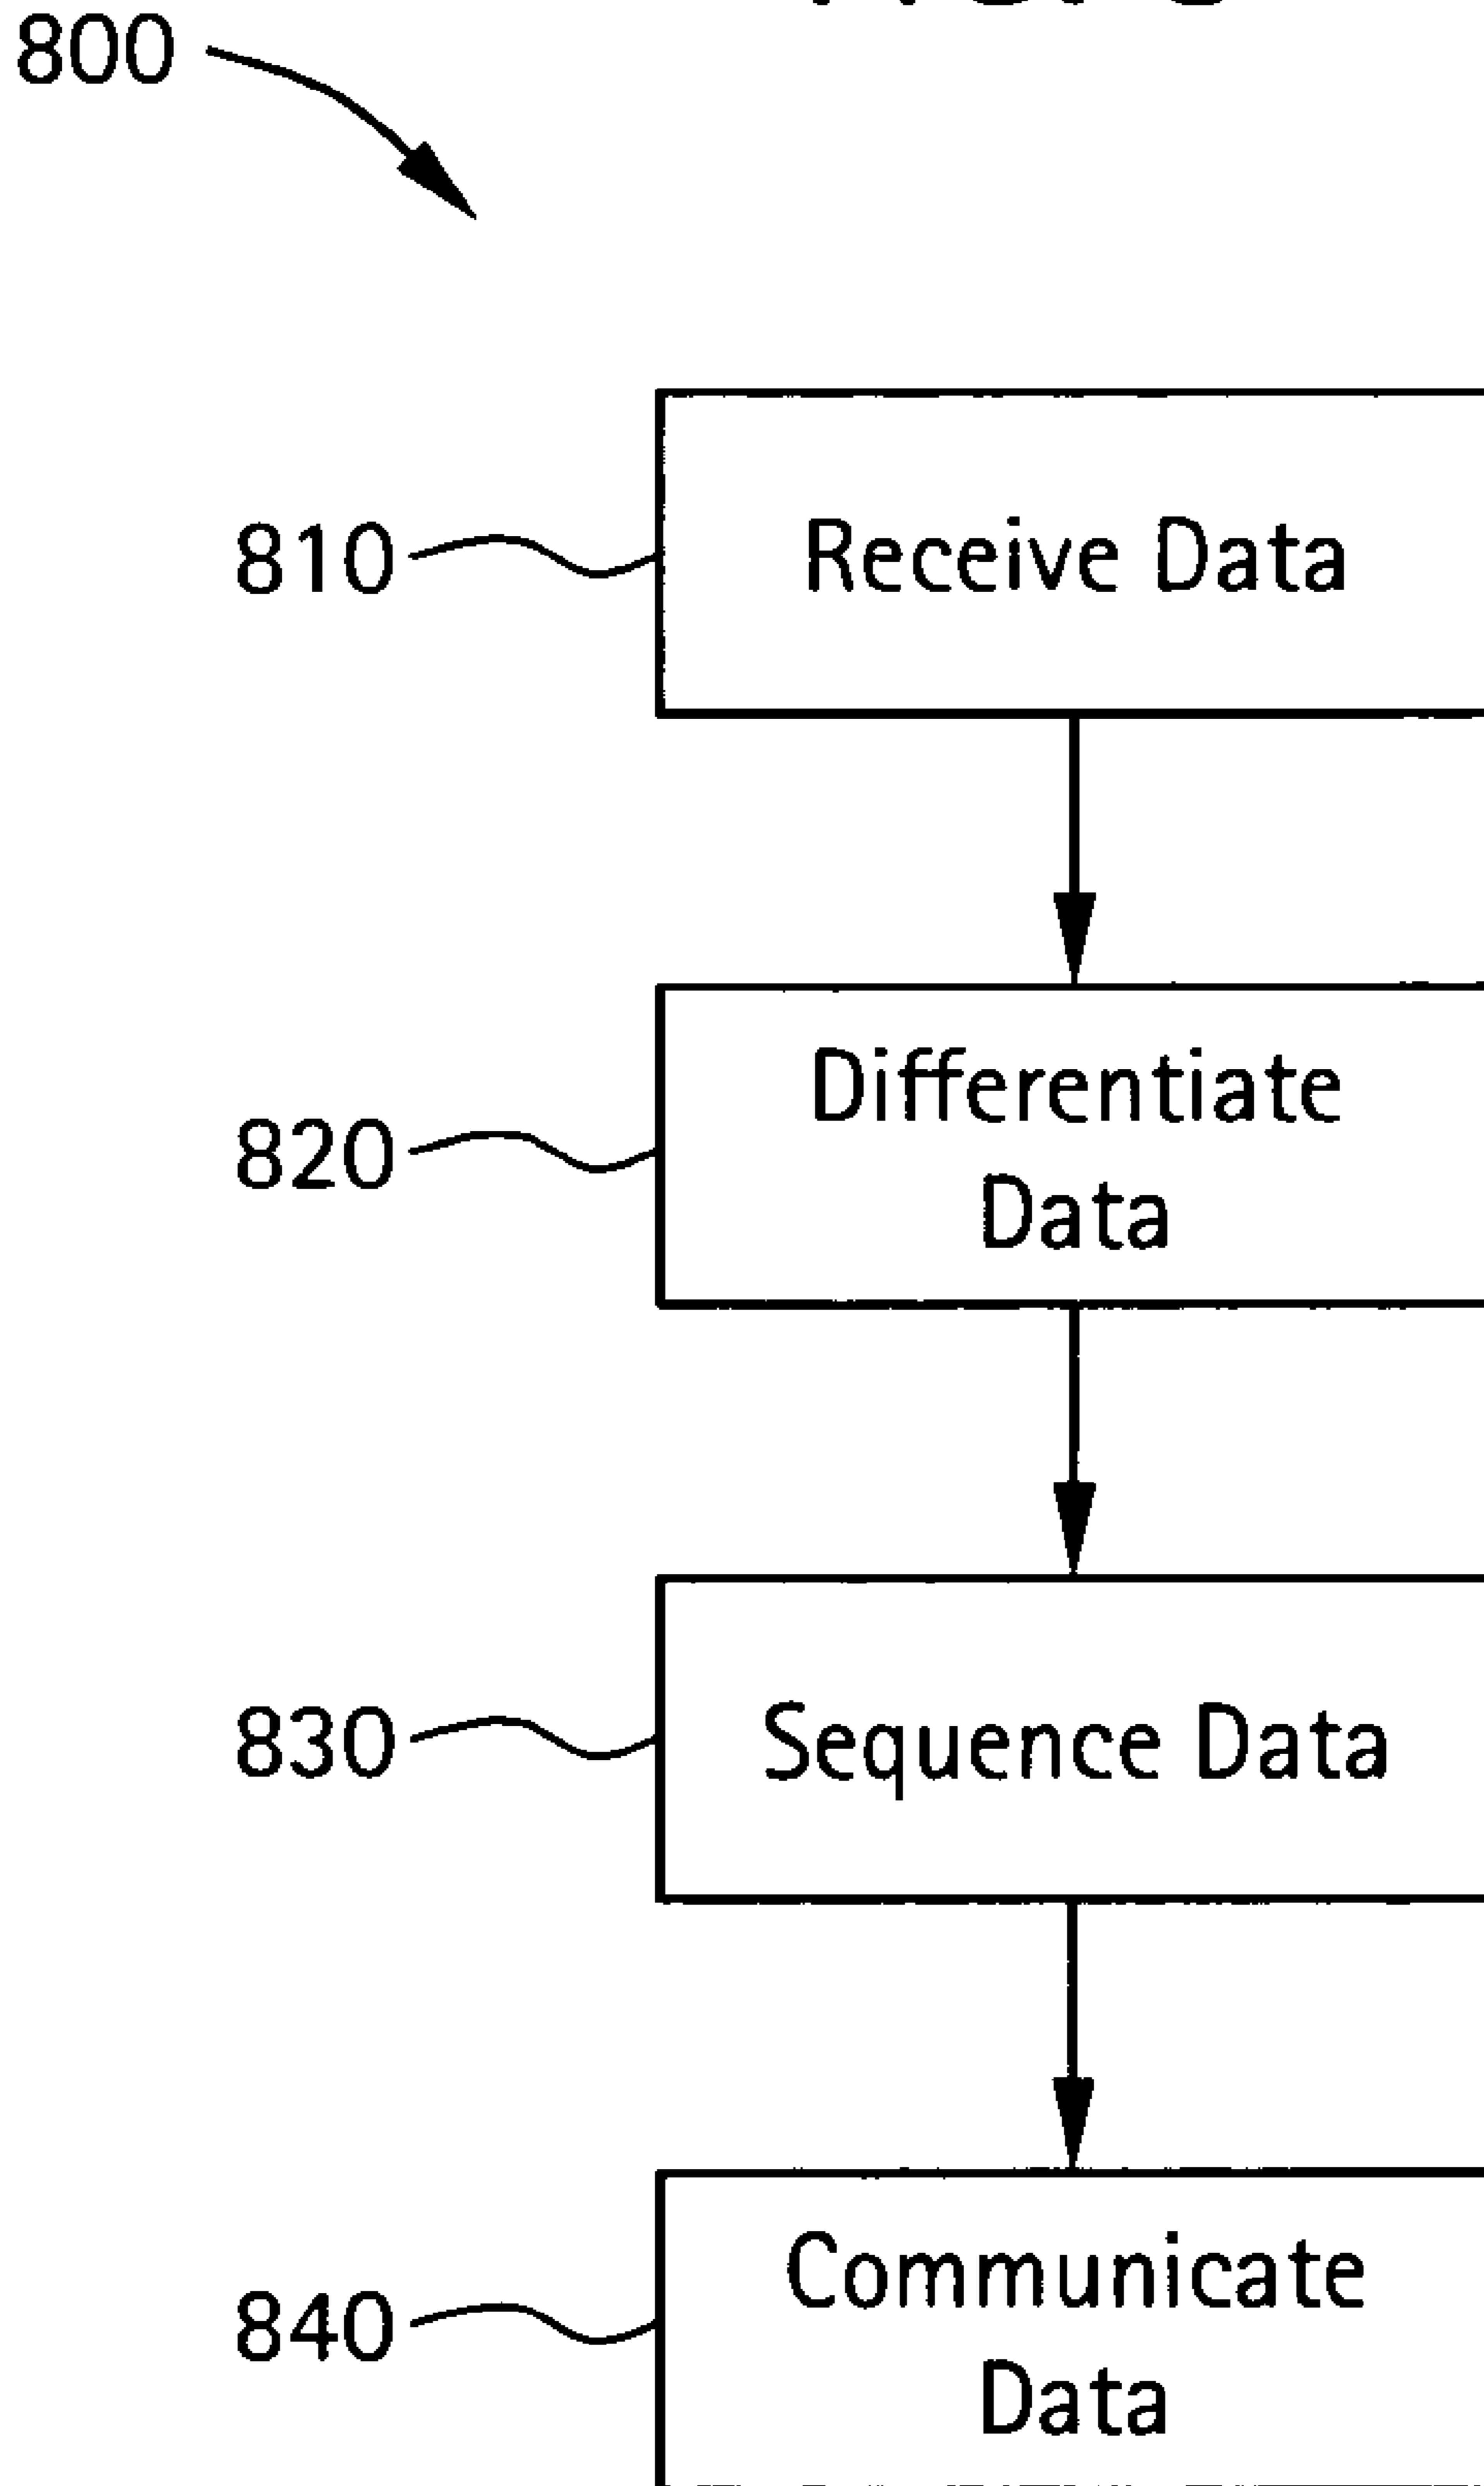 800
810
Receive Data
820
Differentiate
Data
830
Sequence Data
840
Communicate
Data